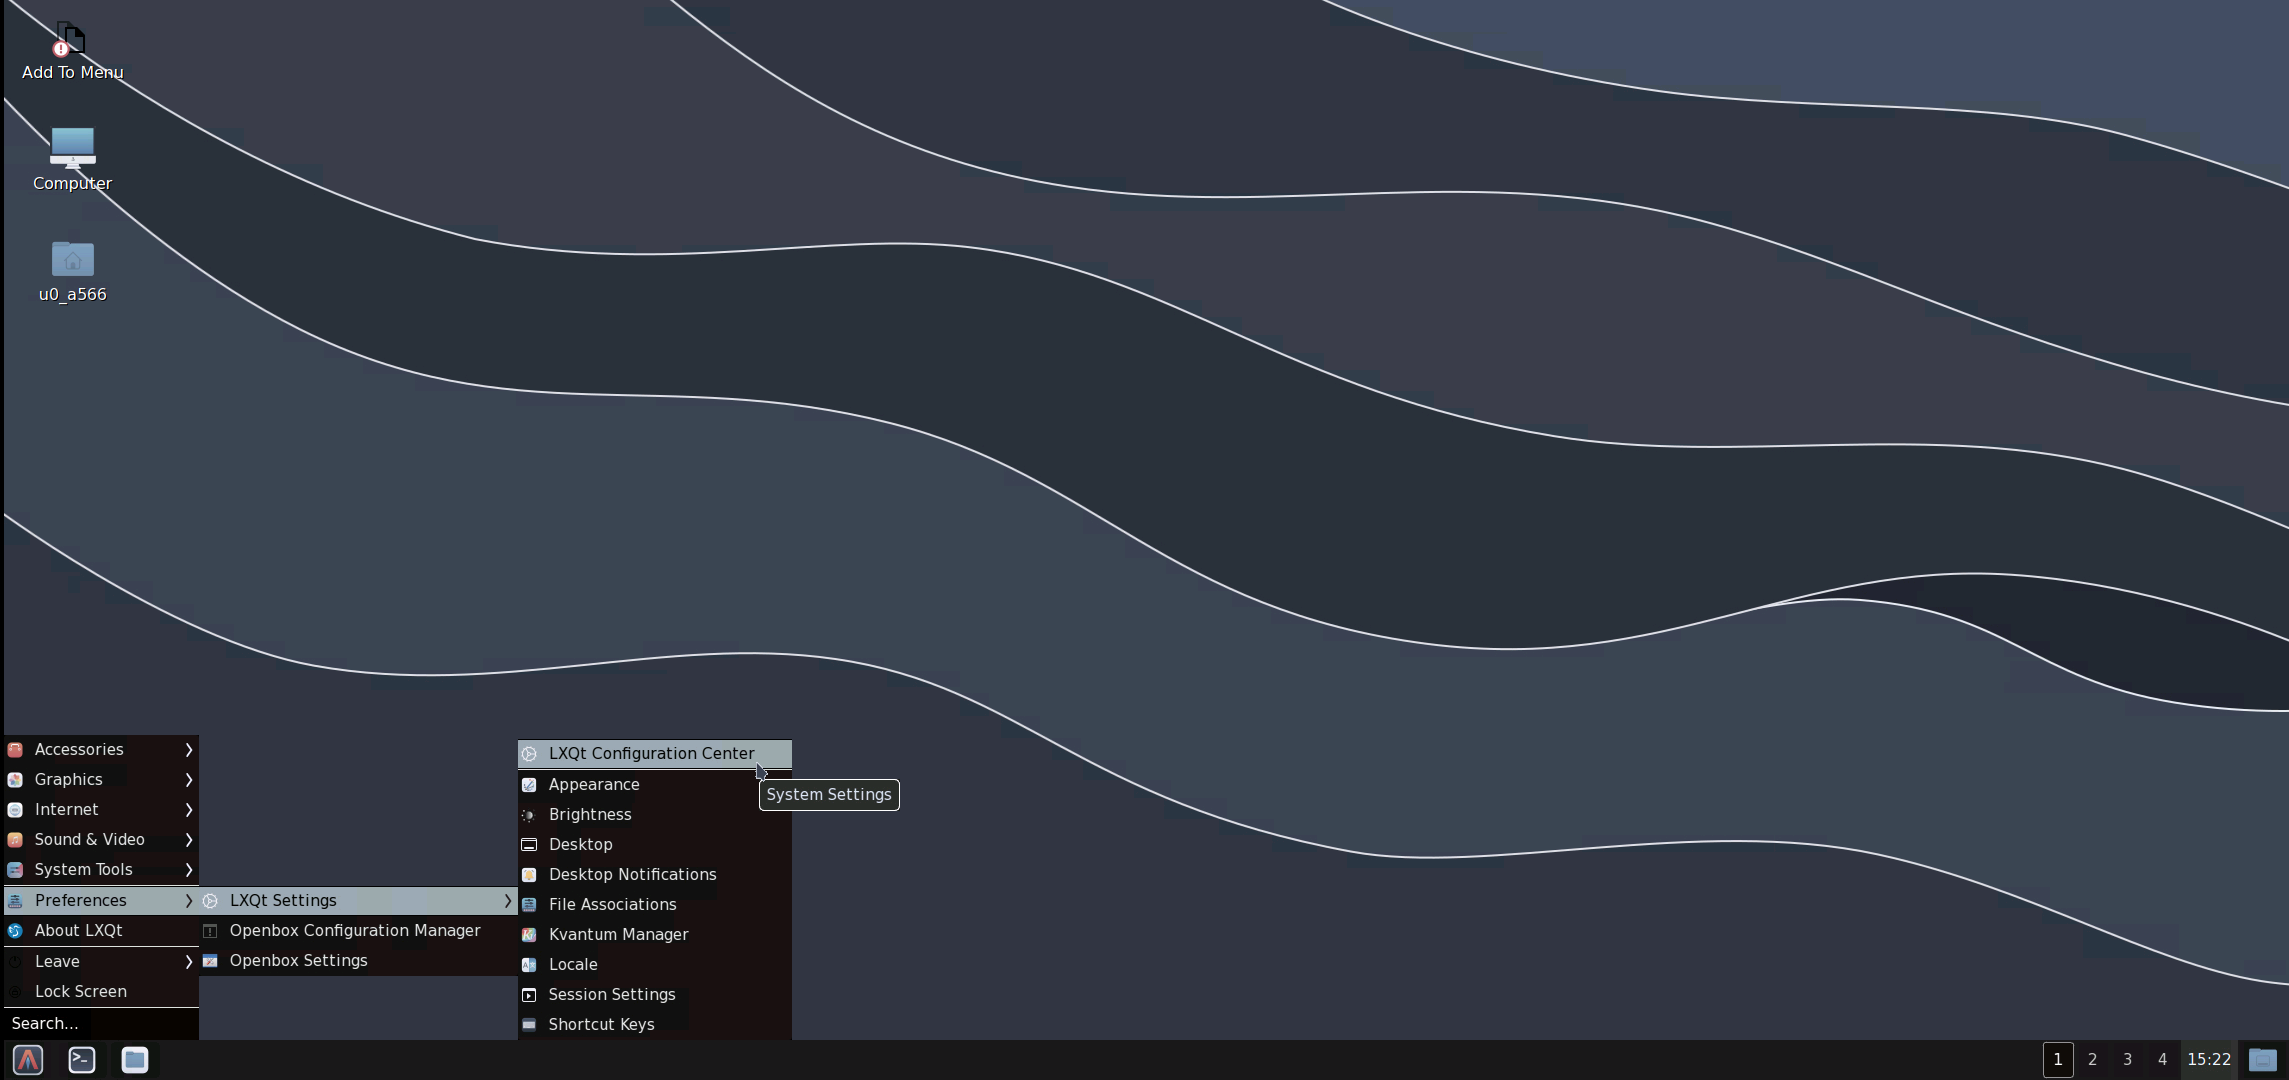 Add To Menu
Computer
u0_a566
Accessories
Graphics
Internet
Sound & Video
System Tools
Preferences
About LXQt
Leave
Lock Screen
Search...
LXQt Settings
Openbox Configuration Manager
Openbox Settings
LXQt Configuration Center
Appearance
Brightness
Desktop
Desktop Notifications
File Associations
Kvantum Manager
Locale
Session Settings
Shortcut Keys
System Settings
1 2 3 4 15:22